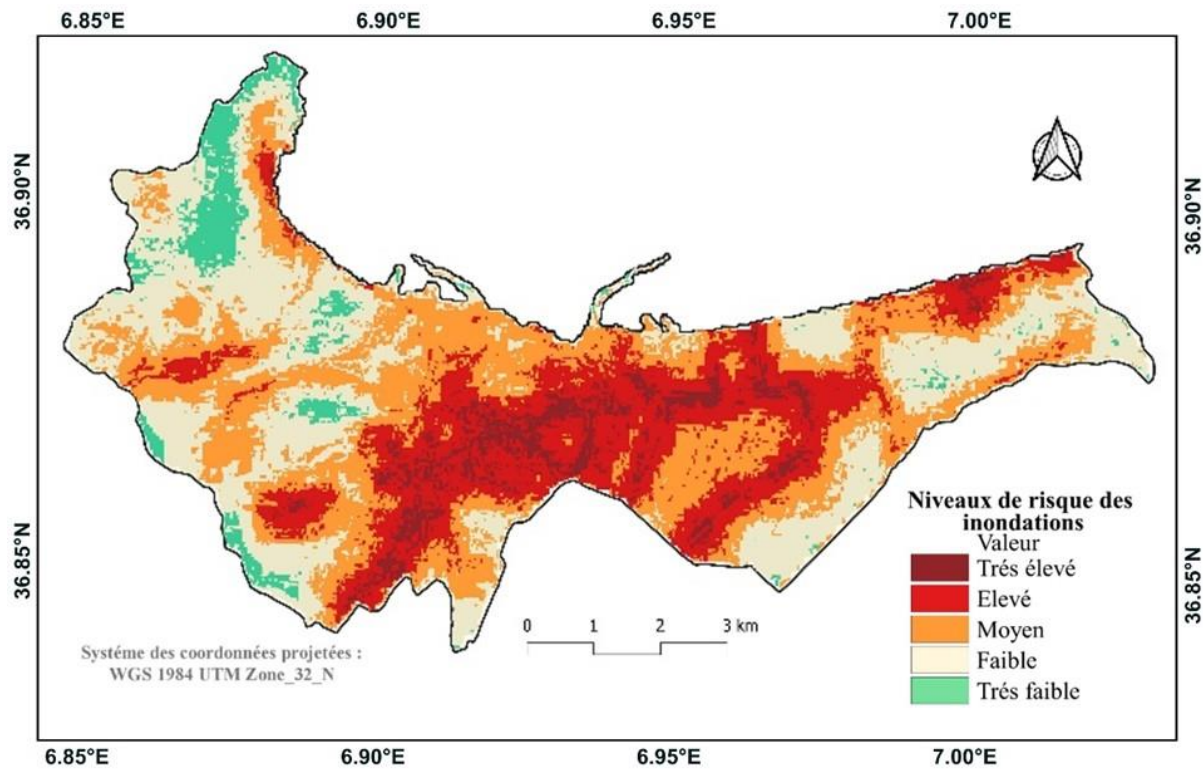 6.85°E 6.90°E 6.95°E 7.00°E
36.90°N
36.90°N
36.85°N
36.85°N
Niveaux de risque des
inondations
Valeur
Trés élevé
Elevé
Moyen
Faible
Trés faible
0 1 2 3 km
Systéme des coordonnées projetées :
WGS 1984 UTM Zone_32_N
6.85°E 6.90°E 6.95°E 7.00°E